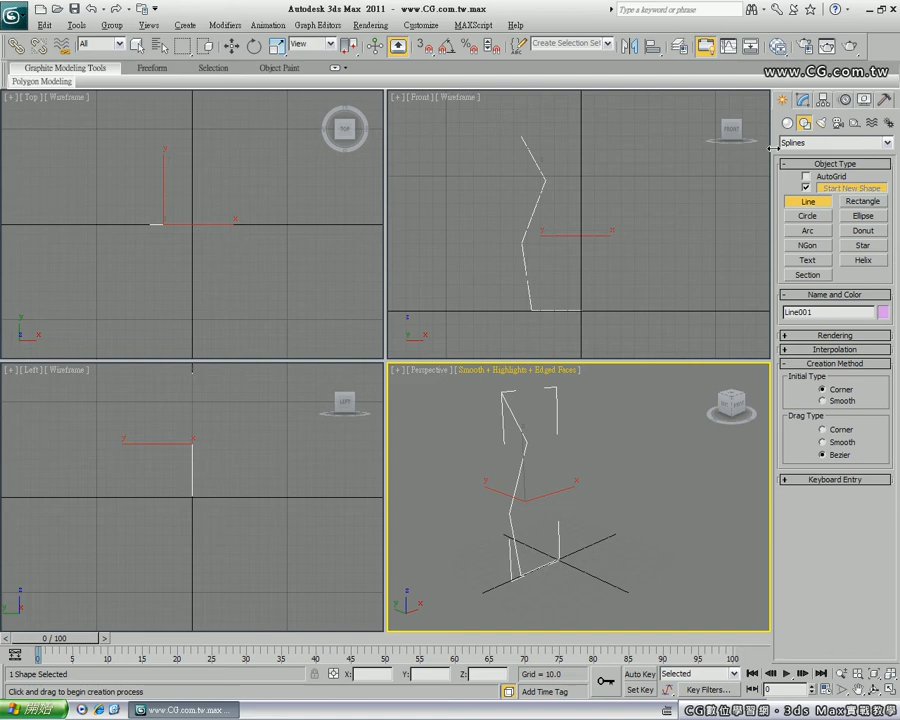 Autodesk 3ds Max 2011 - www.CG.com.tw.max
Type a keyword or phrase
Edit Tools Group Views Create Modifiers Animation Graph Editors Rendering Customize MAXScript Help
All View Create Selection Se
Graphite Modeling Tools Freeform Selection Object Paint
www.CG.com.tw
Polygon Modeling
[ + ] [ Top ] [ Wireframe ]
TOP
y
x
z
x
y
[ + ] [ Front ] [ Wireframe ]
FRONT
x
z
x
[ + ] [ Left ] [ Wireframe ]
LEFT
y
x
z
y
x
[ + ] [ Perspective ] [ Smooth + Highlights + Edged Faces ]
y
x
z
y
x
Splines
- Object Type
AutoGrid
Start New Shape
Line Rectangle
Circle Ellipse
Arc Donut
NGon Star
Text Helix
Section
- Name and Color
Line001
+ Rendering
+ Interpolation
- Creation Method
Initial Type
Corner
Smooth
Drag Type
Corner
Smooth
Bezier
+ Keyboard Entry
< 0 / 100 >
0 5 10 15 20 25 30 35 40 45 50 55 60 65 70 75 80 85 90 95 100
1 Shape Selected
X: Y: Z: Grid = 10.0
Auto Key Selected
Click and drag to begin creation process
Add Time Tag
Set Key Key Filters...
0
開始
www.CG.com.tw.max ...
CG數位學習網・3ds Max實戰教學